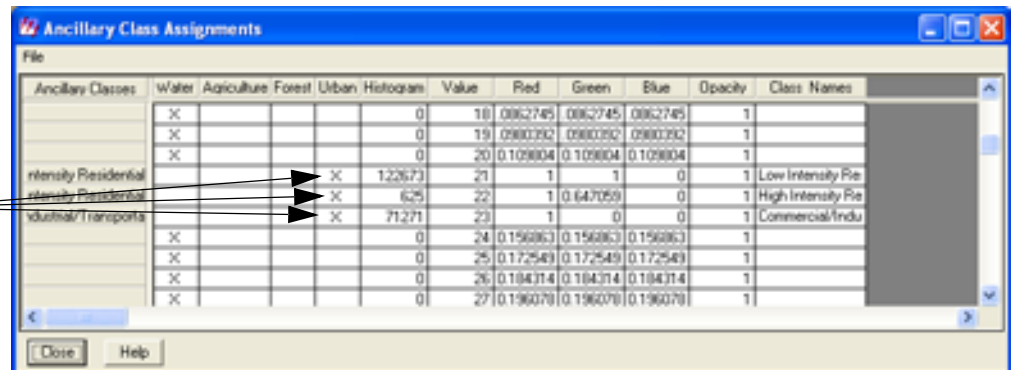 Ancillary Class Assignments
File
Ancillary Classes Water Agriculture Forest Urban Histogram Value Red Green Blue Opacity Class Names
X 0 18 .0862745 .0862745 .0862745 1
X 0 19 .0980392 .0980392 .0980392 1
X 0 20 0.109804 0.109804 0.109804 1
ntensity Residential X 122673 21 1 1 0 1 Low Intensity Re
ntensity Residential X 625 22 1 0.647059 0 1 High Intensity Re
dustrial/Transporta X 71271 23 1 0 0 1 Commercial/Indu
X 0 24 0.156863 0.156863 0.156863 1
X 0 25 0.172549 0.172549 0.172549 1
X 0 26 0.184314 0.184314 0.184314 1
X 0 27 0.196078 0.196078 0.196078 1
Close Help